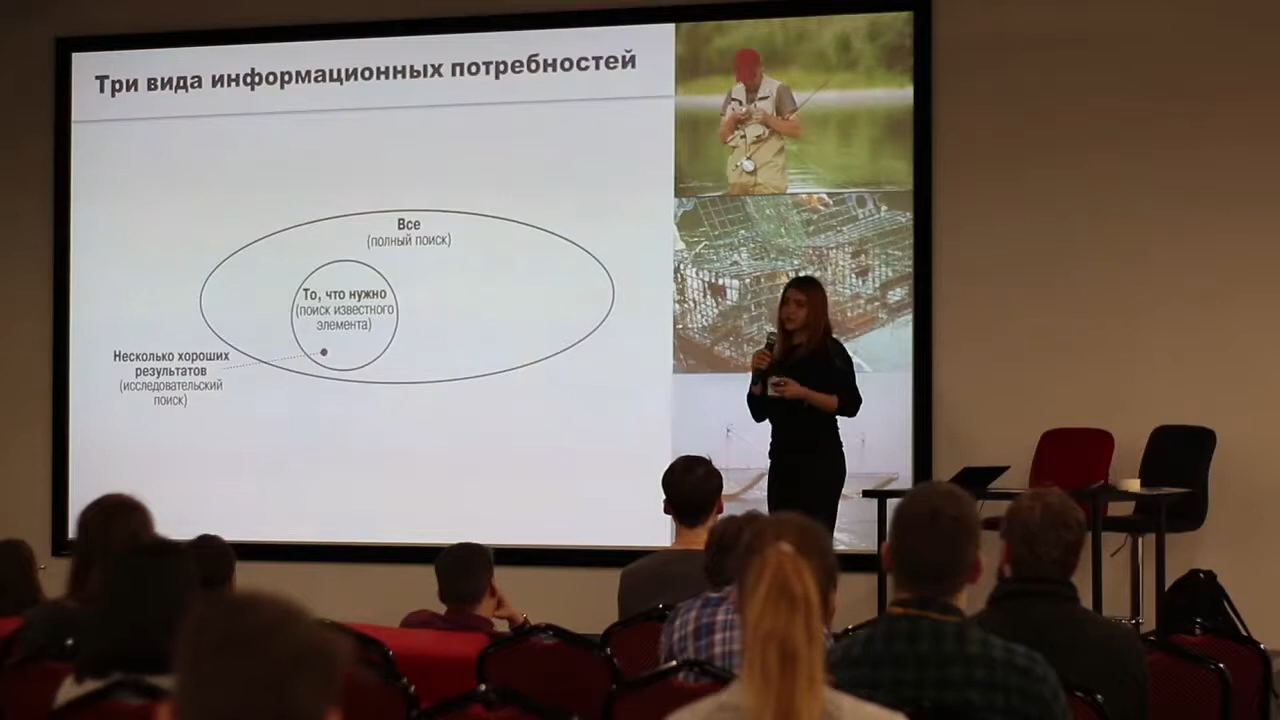 Три вида информационных потребностей
Все
(полный поиск)
То, что нужно
(поиск известного
элемента)
Несколько хороших
результатов
(исследовательский
поиск)